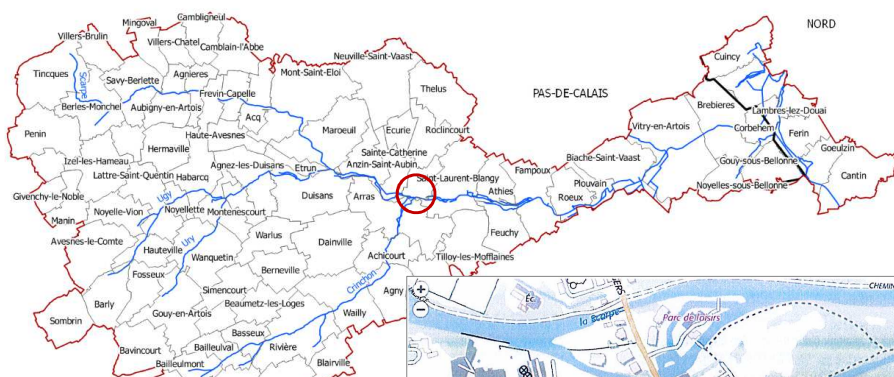 NORD
PAS-DE-CALAIS
Mingoval
Cambligneul
Villers-Brulin
Villers-Chatel
Camblain-l'Abbe
Neuville-Saint-Vaast
Cuincy
Tincques
Scarpe
Savy-Berlette
Agnieres
Mont-Saint-Eloi
Thelus
Frevin-Capelle
Berles-Monchel
Aubigny-en-Artois
Acq
Brebieres
Lambres-lez-Douai
Penin
Haute-Avesnes
Maroeuil
Ecurie
Roclincourt
Vitry-en-Artois
Corbehem
Ferin
Hermaville
Sainte-Catherine
Goeulzin
Izel-les-Hameau
Agnez-les-Duisans
Etrun
Anzin-Saint-Aubin
Biache-Saint-Vaast
Gouy-sous-Bellonne
Lattre-Saint-Quentin
Habarcq
Saint-Laurent-Blangy
Fampoux
Cantin
Givenchy-le-Noble
Ugy
Duisans
Arras
Athies
Plouvain
Noyelles-sous-Bellonne
Roeux
Noyelle-Vion
Noyellette
Montenescourt
Manin
Avesnes-le-Comte
Ury
Warlus
Dainville
Feuchy
Hauteville
Wanquetin
Achicourt
Tilloy-les-Mofflaines
Fosseux
Berneville
Simencourt
Crinchon
Agny
Barly
Beaumetz-les-Loges
Gouy-en-Artois
Wailly
Sombrin
Basseux
Bavincourt
Bailleulval
Rivière
Bailleulmont
Blairville
+
−
Éc.
la Scarpe
Parc de loisirs
CHEMIN